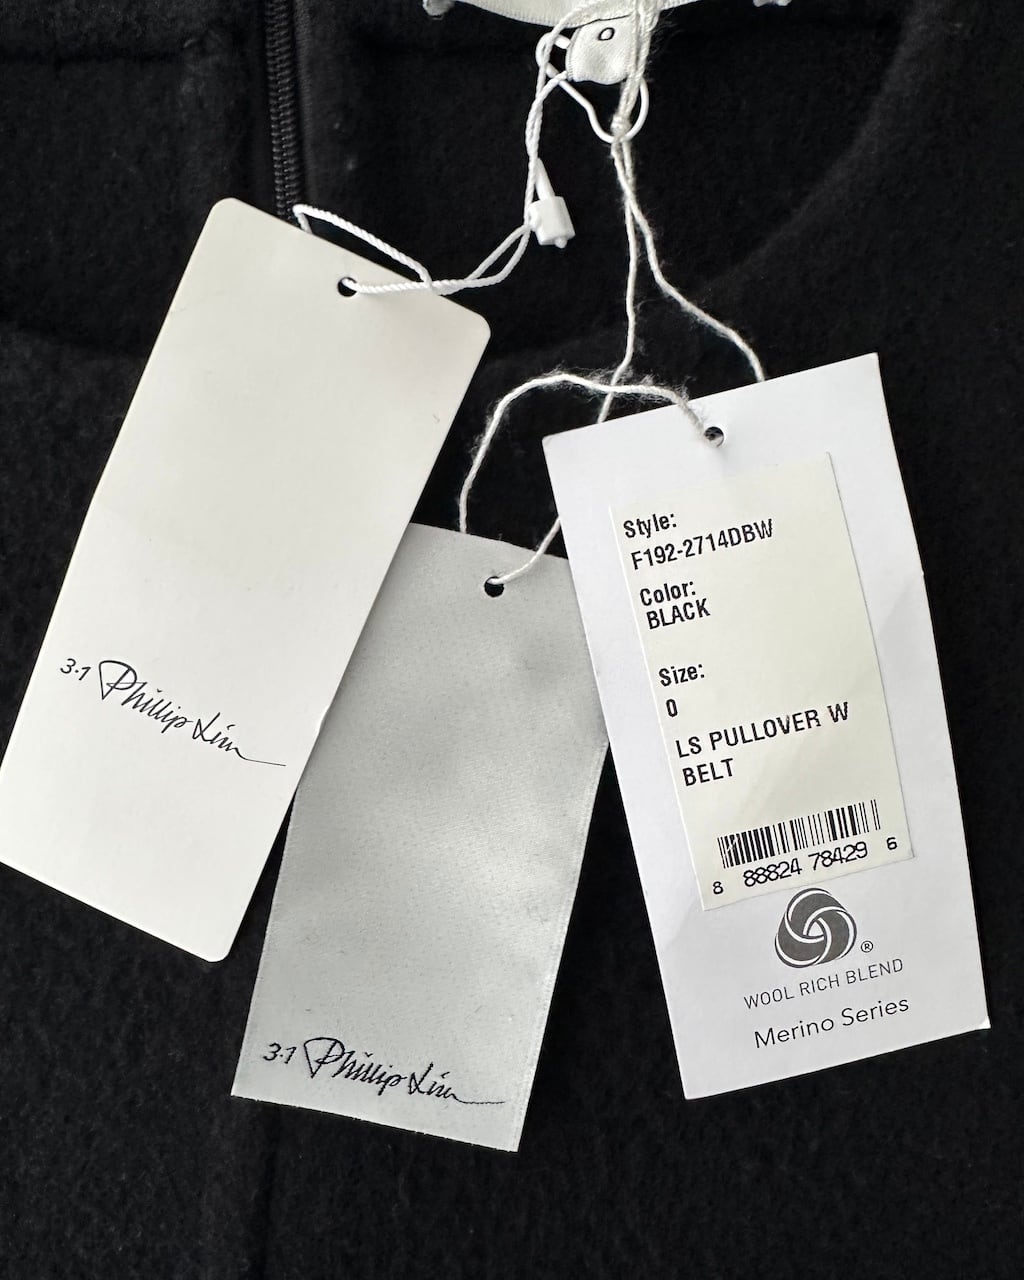 0
3·1 Phillip Lim
3·1 Phillip Lim
Style:
F192-2714DBW
Color:
BLACK
Size:
0
LS PULLOVER W
BELT
8 88824 78429 6
®
WOOL RICH BLEND
Merino Series